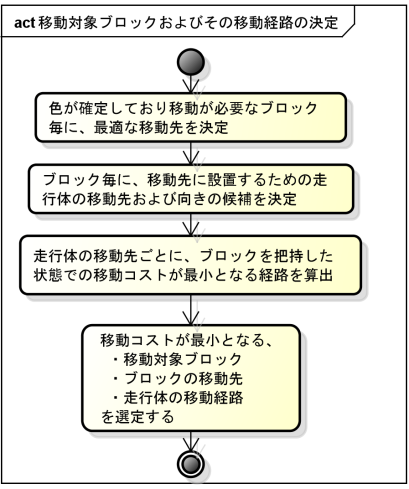 act 移動対象ブロックおよびその移動経路の決定
色が確定しており移動が必要なブロック
毎に、最適な移動先を決定
ブロック毎に、移動先に設置するための走
行体の移動先および向きの候補を決定
走行体の移動先ごとに、ブロックを把持した
状態での移動コストが最小となる経路を算出
移動コストが最小となる、
・移動対象ブロック
・ブロックの移動先
・走行体の移動経路
を選定する